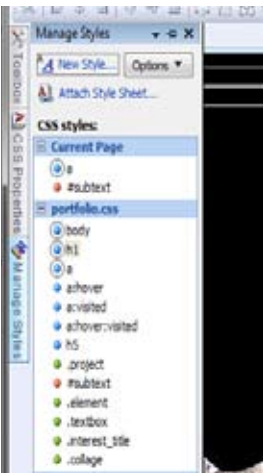 Manage Styles
New Style...
Options
Attach Style Sheet...
CSS styles:
Current Page
a
#subtext
portfolio.css
body
h1
a
a:hover
a:visited
a:hover:visited
h5
.project
#subtext
.element
.textbox
.interest_title
.collage
Toolbox
CSS Properties
Manage Styles